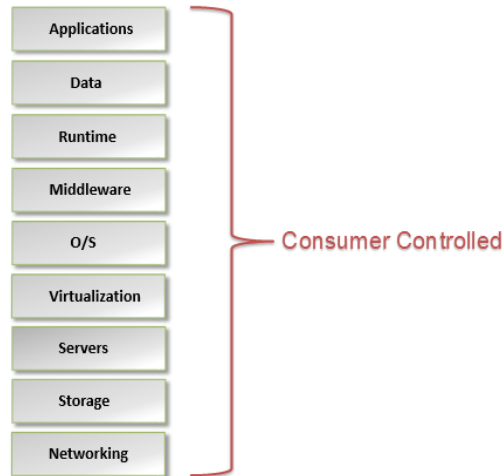 Applications
Data
Runtime
Middleware
O/S
Virtualization
Servers
Storage
Networking
Consumer Controlled